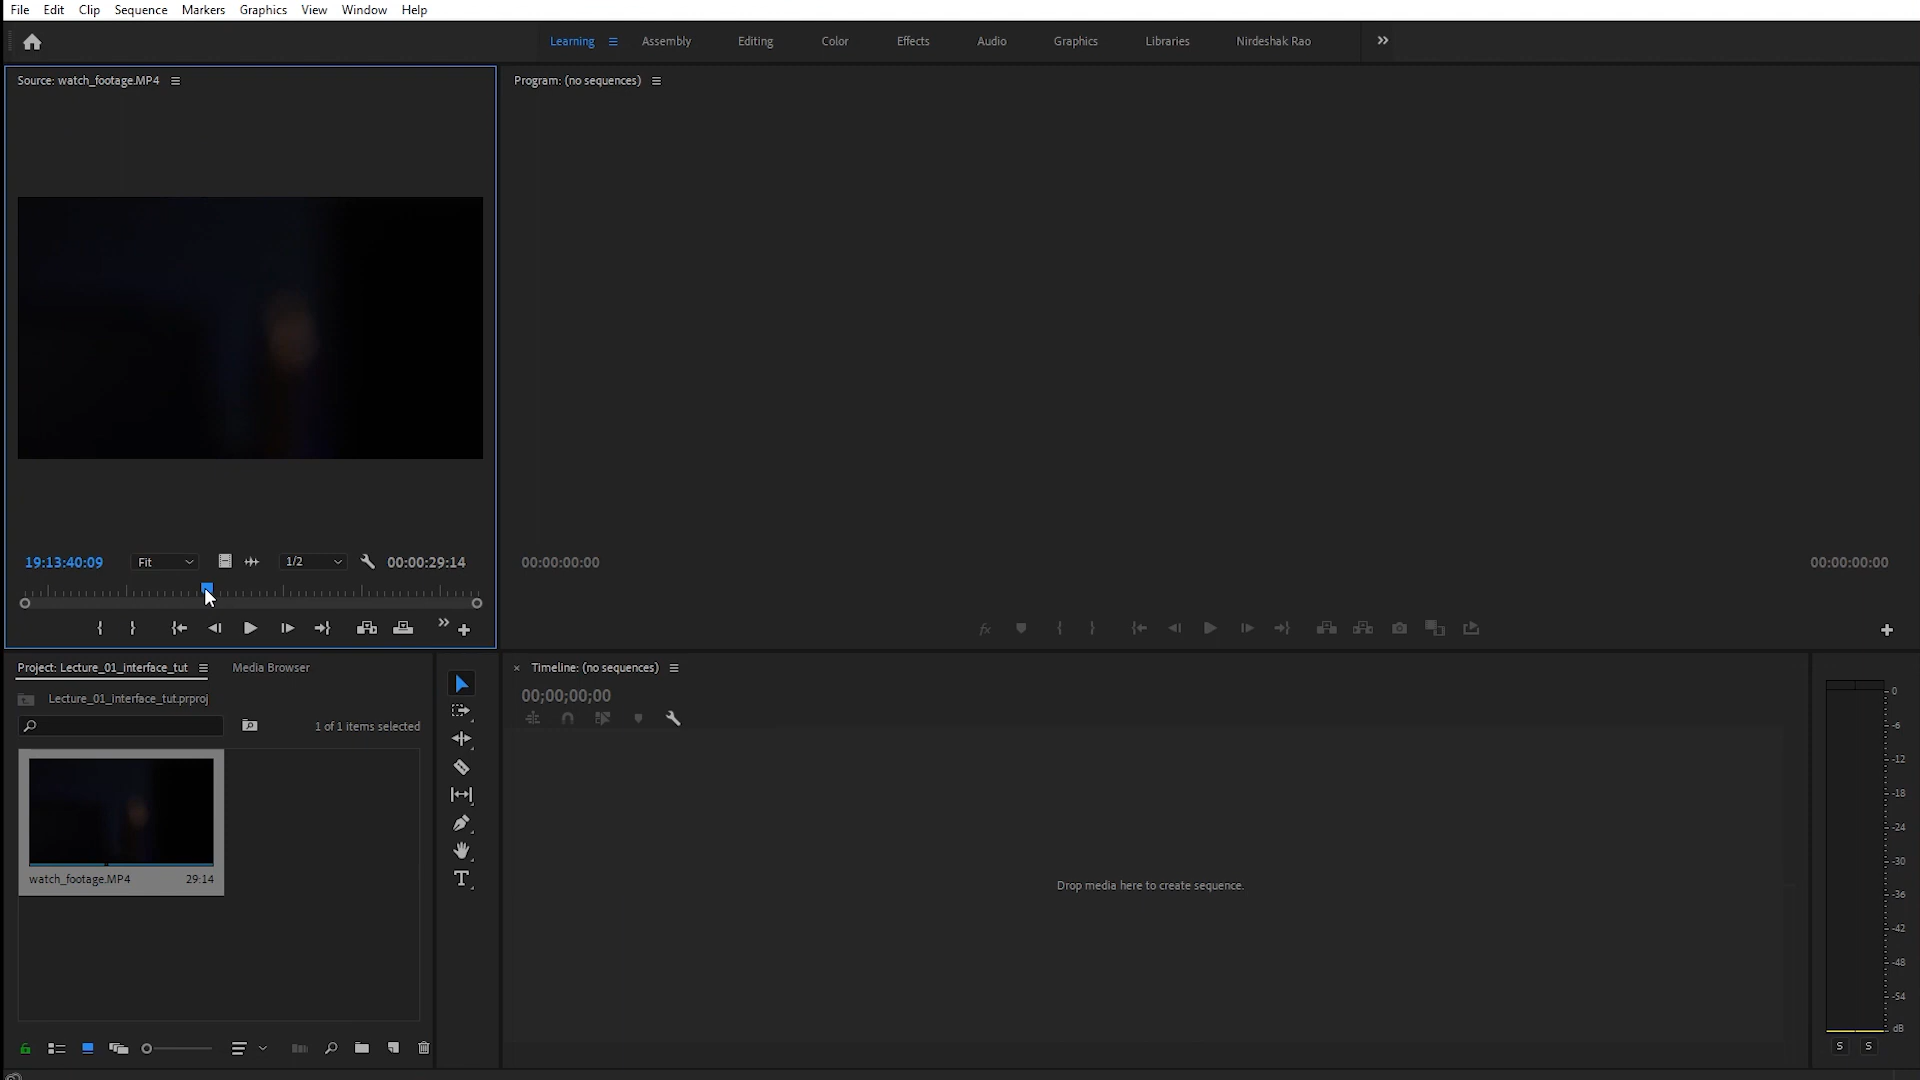 File Edit Clip Sequence Markers Graphics View Window Help
Learning Assembly Editing Color Effects Audio Graphics Libraries Nirdeshak Rao
Source: watch_footage.MP4
Program: (no sequences)
19:13:40:09 Fit 1/2 00:00:29:14
00:00:00:00 00:00:00:00
Project: Lecture_01_interface_tut Media Browser
Timeline: (no sequences)
Lecture_01_interface_tut.prproj
00;00;00;00
1 of 1 items selected
watch_footage.MP4 29:14
Drop media here to create sequence.
0
-6
-12
-18
-24
-30
-36
-42
-48
-54
dB
S S